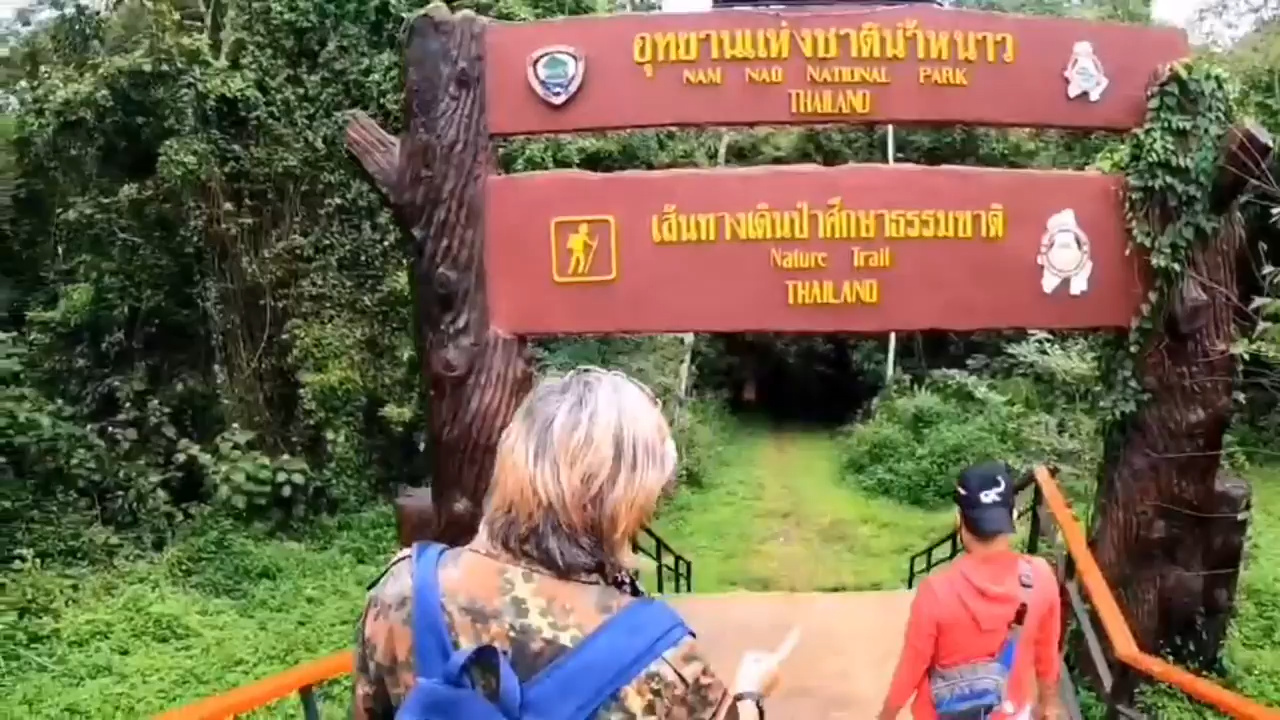 อุทยานแห่งชาติน้ำหนาว
NAM NAO NATIONAL PARK
THAILAND
เส้นทางเดินป่าศึกษาธรรมชาติ
Nature Trail
THAILAND